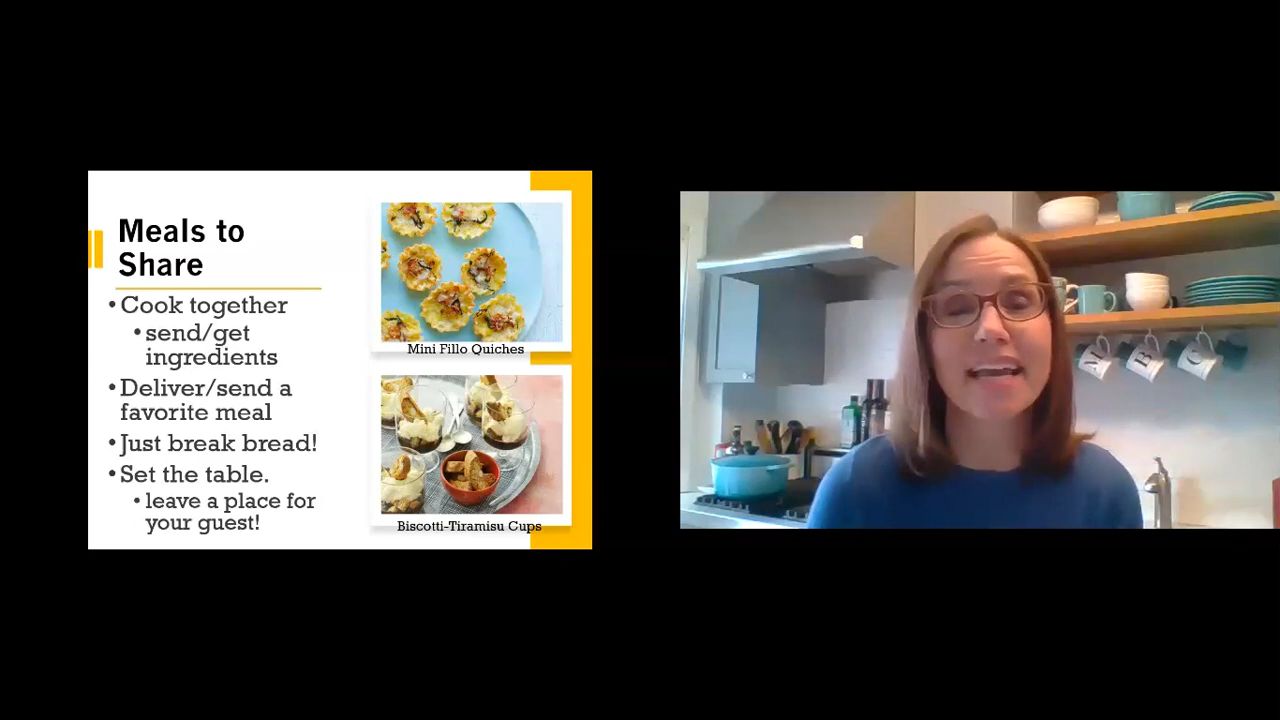 Meals to
Share
• Cook together
• send/get
ingredients
• Deliver/send a
favorite meal
• Just break bread!
• Set the table.
• leave a place for
your guest!
Mini Fillo Quiches
Biscotti-Tiramisu Cups
M
B
C